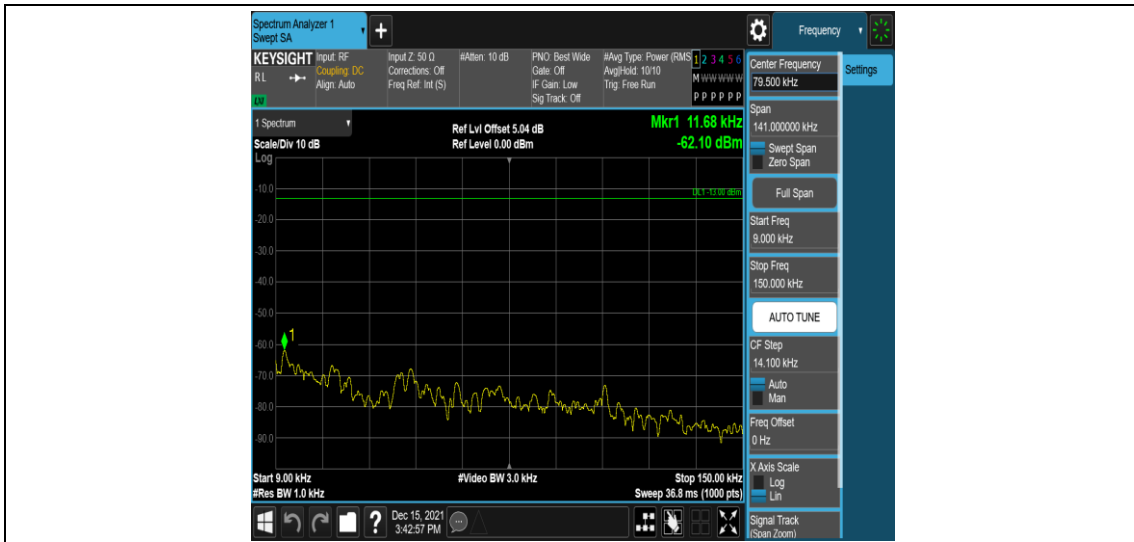 Spectrum Analyzer 1
Swept SA
Frequency
KEYSIGHT
RL
LXI
Input: RF
Coupling: DC
Align: Auto
Input Z: 50 Ω
Corrections: Off
Freq Ref: Int (S)
#Atten: 10 dB
PNO: Best Wide
Gate: Off
IF Gain: Low
Sig Track: Off
#Avg Type: Power (RMS
Avg|Hold: 10/10
Trig: Free Run
1 2 3 4 5 6
M W W W W W
P P P P P P
1 Spectrum
Scale/Div 10 dB
Ref Lvl Offset 5.04 dB
Ref Level 0.00 dBm
Mkr1 11.68 kHz
-62.10 dBm
Log
DL1 -13.00 dBm
-10.0
-20.0
-30.0
-40.0
-50.0
-60.0
-70.0
-80.0
-90.0
1
Start 9.00 kHz
#Res BW 1.0 kHz
#Video BW 3.0 kHz
Stop 150.00 kHz
Sweep 36.8 ms (1000 pts)
Dec 15, 2021
3:42:57 PM
Center Frequency
79.500 kHz
Settings
Span
141.000000 kHz
Swept Span
Zero Span
Full Span
Start Freq
9.000 kHz
Stop Freq
150.000 kHz
AUTO TUNE
CF Step
14.100 kHz
Auto
Man
Freq Offset
0 Hz
X Axis Scale
Log
Lin
Signal Track
(Span Zoom)